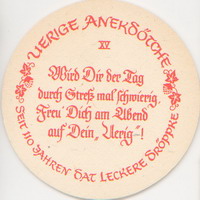 UERIGE ANEKDÖTCHE
XV
Wird Dir der Tag
durch Streß mal schwierig.
Freu' Dich am Abend
auf Dein „Uerig“-!
SEIT 110 JAHREN HAT LECKERE DRÖPPKE